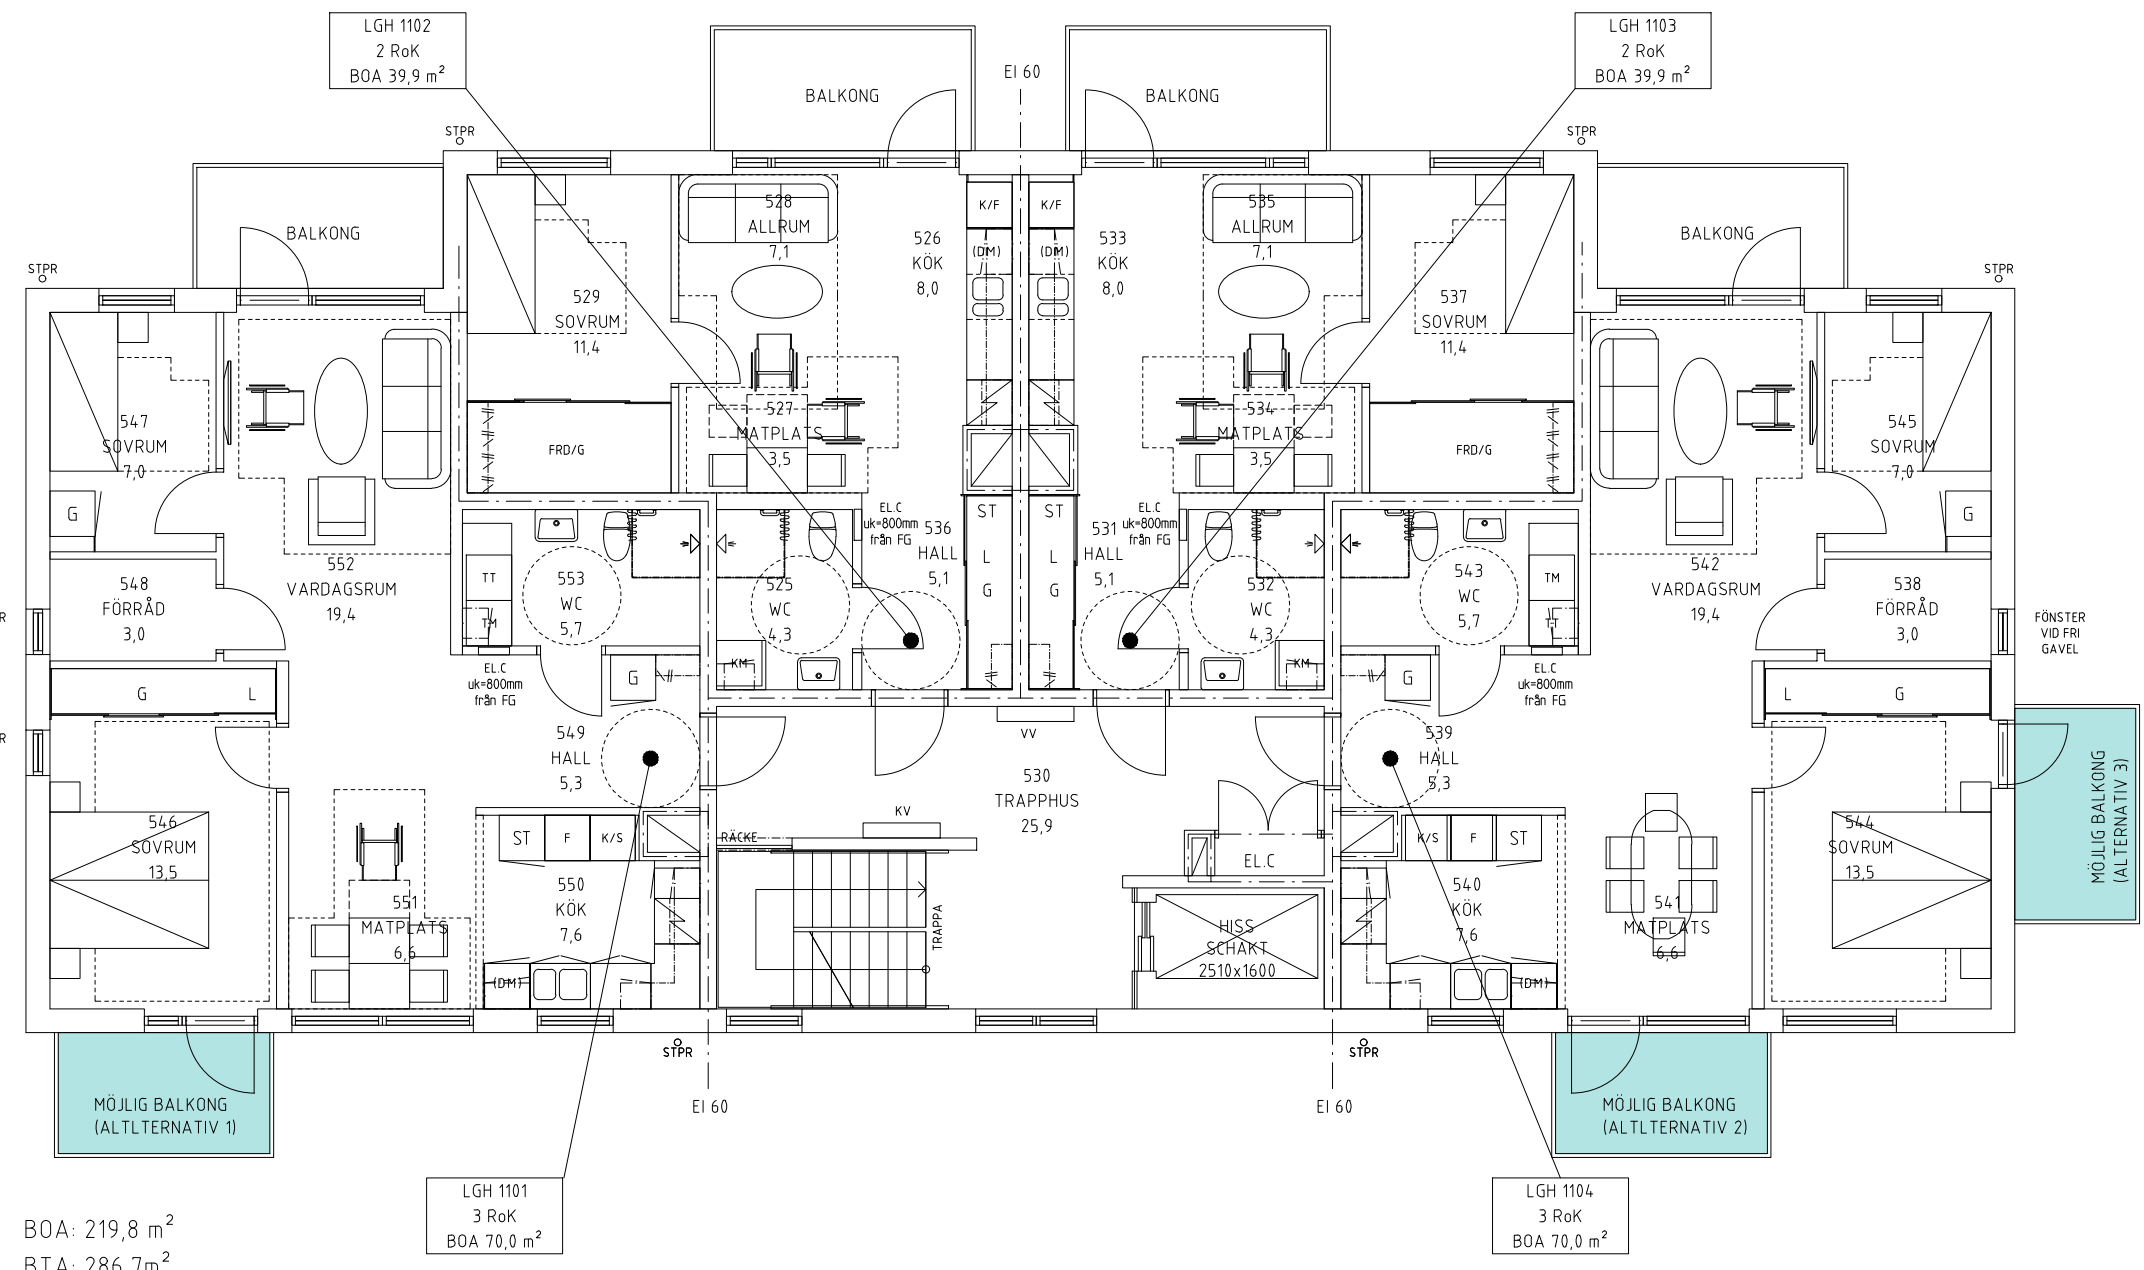 LGH 1102
2 RoK
BOA 39,9 m²
LGH 1103
2 RoK
BOA 39,9 m²
EI 60
BALKONG
BALKONG
STPR
STPR
BALKONG
BALKONG
STPR
STPR
528
ALLRUM
7,1
526
KÖK
8,0
K/F
(DM)
K/F
(DM)
533
KÖK
8,0
535
ALLRUM
7,1
529
SOVRUM
11,4
537
SOVRUM
11,4
547
SOVRUM
7,0
G
527
MATPLATS
3,5
534
MATPLATS
3,5
545
SOVRUM
7,0
G
FRD/G
FRD/G
EL.C
uk=800mm
från FG
536
HALL
5,1
ST
L
G
ST
L
G
531
HALL
5,1
EL.C
uk=800mm
från FG
552
VARDAGSRUM
19,4
542
VARDAGSRUM
19,4
548
FÖRRÅD
3,0
538
FÖRRÅD
3,0
TT
TM
553
WC
5,7
525
WC
4,3
KM
532
WC
4,3
KM
543
WC
5,7
TM
TT
R
R
FÖNSTER
VID FRI
GAVEL
EL.C
uk=800mm
från FG
EL.C
uk=800mm
från FG
G
L
G
G
L
G
549
HALL
5,3
VV
530
TRAPPHUS
25,9
539
HALL
5,3
MÖJLIG BALKONG
(ALTERNATIV 3)
KV
RÄCKE
TRAPPA
EL.C
HISS
SCHAKT
2510x1600
546
SOVRUM
13,5
544
SOVRUM
13,5
ST
F
K/S
K/S
F
ST
550
KÖK
7,6
(DM)
540
KÖK
7,6
(DM)
551
MATPLATS
6,6
541
MATPLATS
6,6
STPR
STPR
EI 60
EI 60
MÖJLIG BALKONG
(ALTLTERNATIV 1)
MÖJLIG BALKONG
(ALTLTERNATIV 2)
LGH 1101
3 RoK
BOA 70,0 m²
LGH 1104
3 RoK
BOA 70,0 m²
BOA: 219,8 m²
BTA: 286,7m²